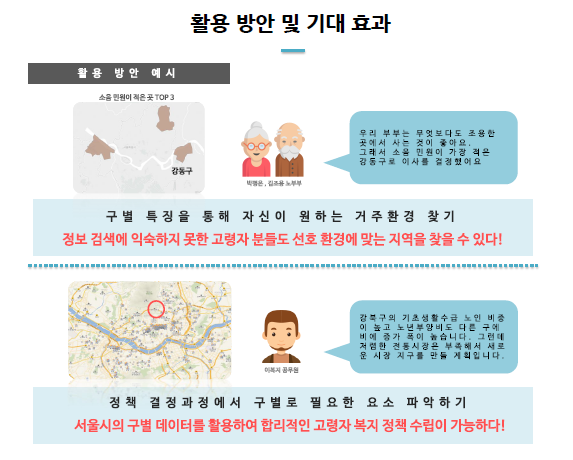 활용 방안 및 기대 효과
활용 방안 예시
소음 민원이 적은 곳 TOP 3
강동구
박평온 , 김조용 노부부
우리 부부는 무엇보다도 조용한
곳에서 사는 것이 좋아요.
그래서 소음 민원이 가장 적은
강동구로 이사를 결정했어요
구별 특징을 통해 자신이 원하는 거주환경 찾기
정보 검색에 익숙하지 못한 고령자 분들도 선호 환경에 맞는 지역을 찾을 수 있다!
이복지 공무원
강북구의 기초생활수급 노인 비중
이 높고 노년부양비도 다른 구에
비해 증가 폭이 높습니다. 그런데
저렴한 전통시장은 부족해서 새로
운 시장 지구를 만들 계획입니다.
정책 결정과정에서 구별로 필요한 요소 파악하기
서울시의 구별 데이터를 활용하여 합리적인 고령자 복지 정책 수립이 가능하다!